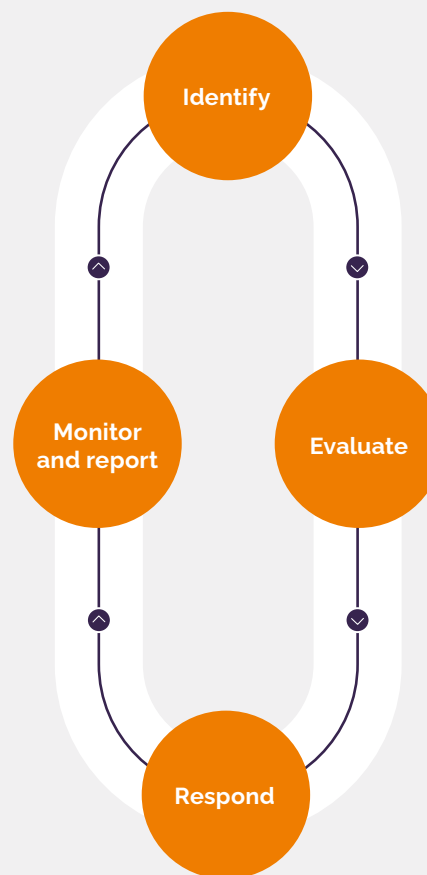 Identify
Monitor
and report
Evaluate
Respond